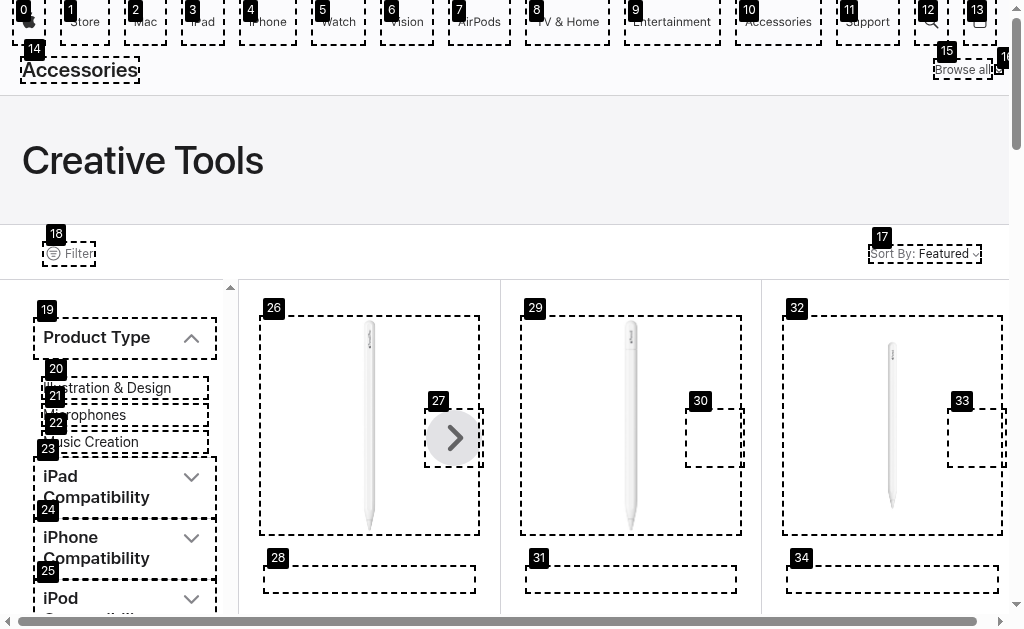 0 1 2 3 4 5 6 7 8 9 10 11 12 13
Store Mac iPad iPhone Watch Vision AirPods TV & Home Entertainment Accessories Support
14 15 16
Accessories
Browse all
Creative Tools
18 17
Filter
Sort By: Featured
19 26 29 32
Product Type
20
Illustration & Design
21 27 30 33
Microphones
22
Music Creation
23
iPad
Compatibility
24
iPhone
Compatibility
25 28 31 34
iPod